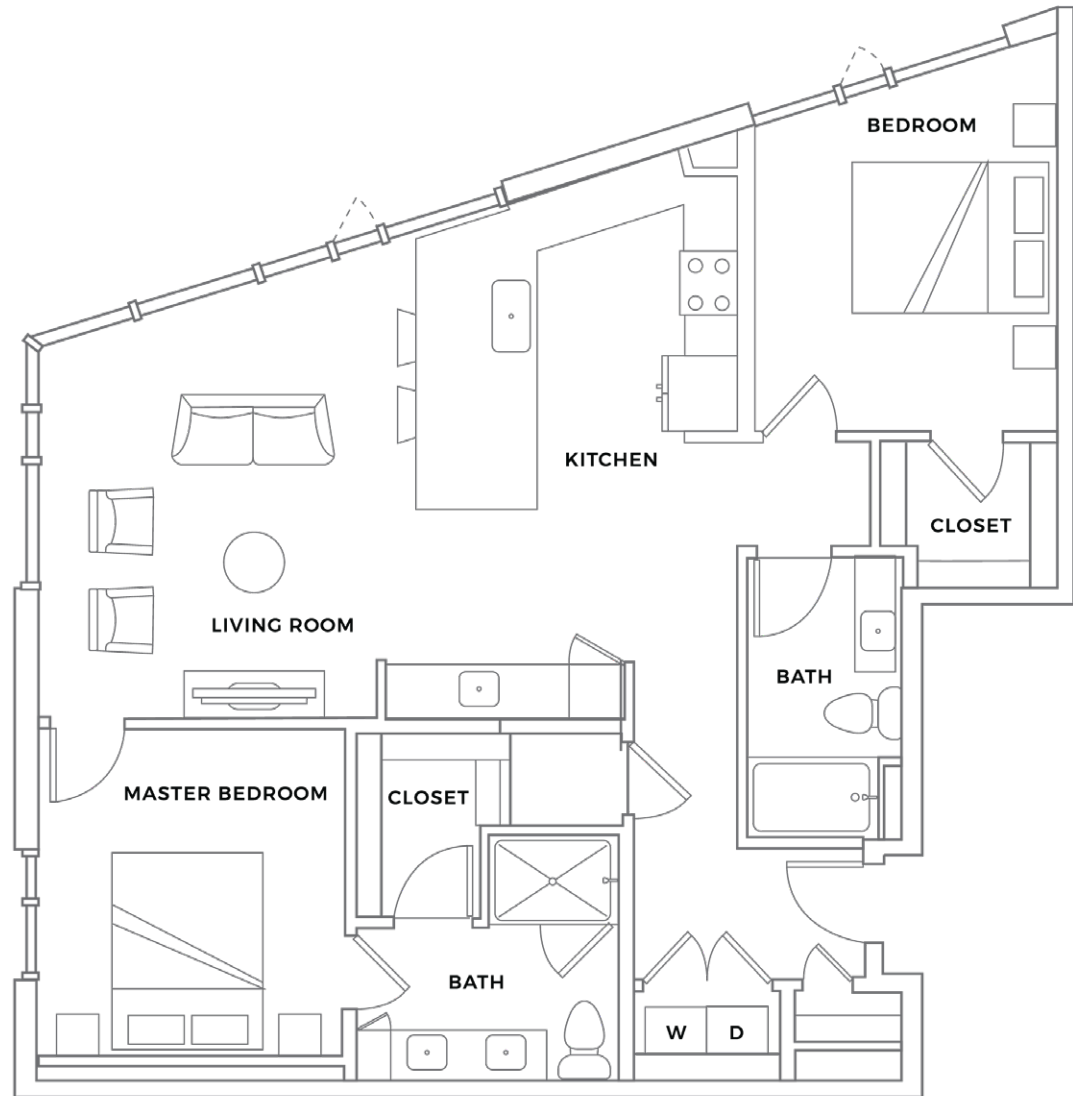 BEDROOM
KITCHEN
CLOSET
LIVING ROOM
BATH
MASTER BEDROOM
CLOSET
BATH
W
D